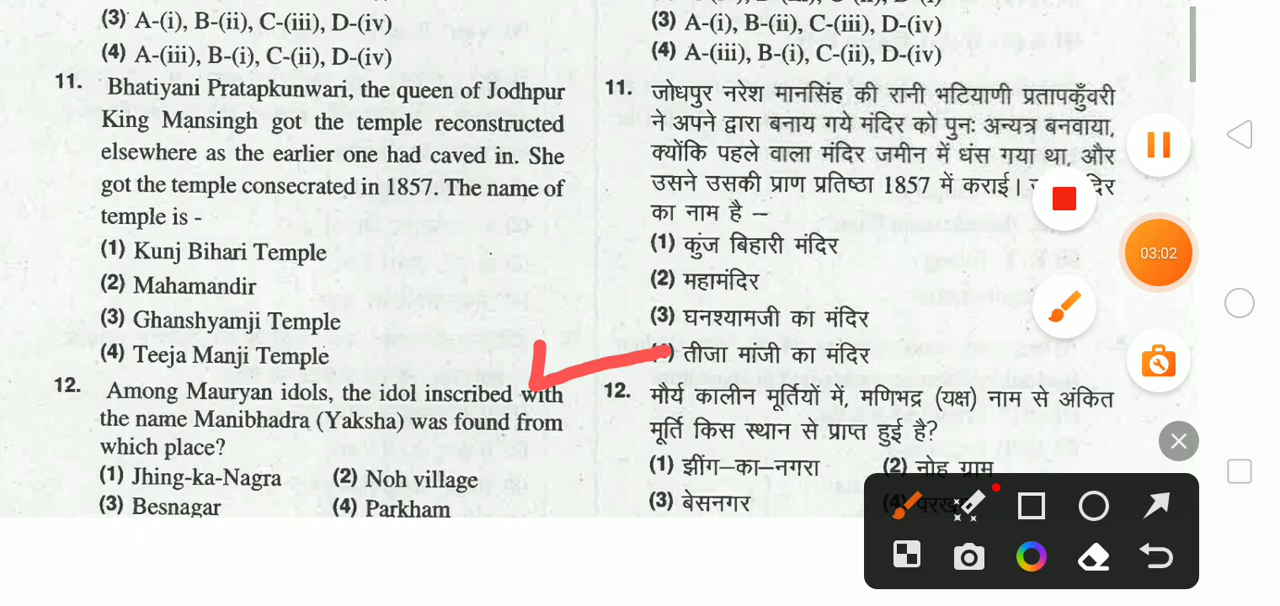 (3) A-(i), B-(ii), C-(iii), D-(iv)
(4) A-(iii), B-(i), C-(ii), D-(iv)
11. Bhatiyani Pratapkunwari, the queen of Jodhpur
King Mansingh got the temple reconstructed
elsewhere as the earlier one had caved in. She
got the temple consecrated in 1857. The name of
temple is -
(1) Kunj Bihari Temple
(2) Mahamandir
(3) Ghanshyamji Temple
(4) Teeja Manji Temple
12. Among Mauryan idols, the idol inscribed with
the name Manibhadra (Yaksha) was found from
which place?
(1) Jhing-ka-Nagra (2) Noh village
(3) Besnagar (4) Parkham
(3) A-(i), B-(ii), C-(iii), D-(iv)
(4) A-(iii), B-(i), C-(ii), D-(iv)
11. जोधपुर नरेश मानसिंह की रानी भटियाणी प्रतापकुँवरी
ने अपने द्वारा बनाय गये मंदिर को पुनः अन्यत्र बनवाया,
क्योंकि पहले वाला मंदिर जमीन में धंस गया था, और
उसने उसकी प्राण प्रतिष्ठा 1857 में कराई।
का नाम है –
(1) कुंज बिहारी मंदिर
(2) महामंदिर
(3) घनश्यामजी का मंदिर
तीजा मांजी का मंदिर
12. मौर्य कालीन मूर्तियों में, मणिभद्र (यक्ष) नाम से अंकित
मूर्ति किस स्थान से प्राप्त हुई है?
(1) झींग–का–नगरा (2) नोह ग्राम
(3) बेसनगर (4)
03:02